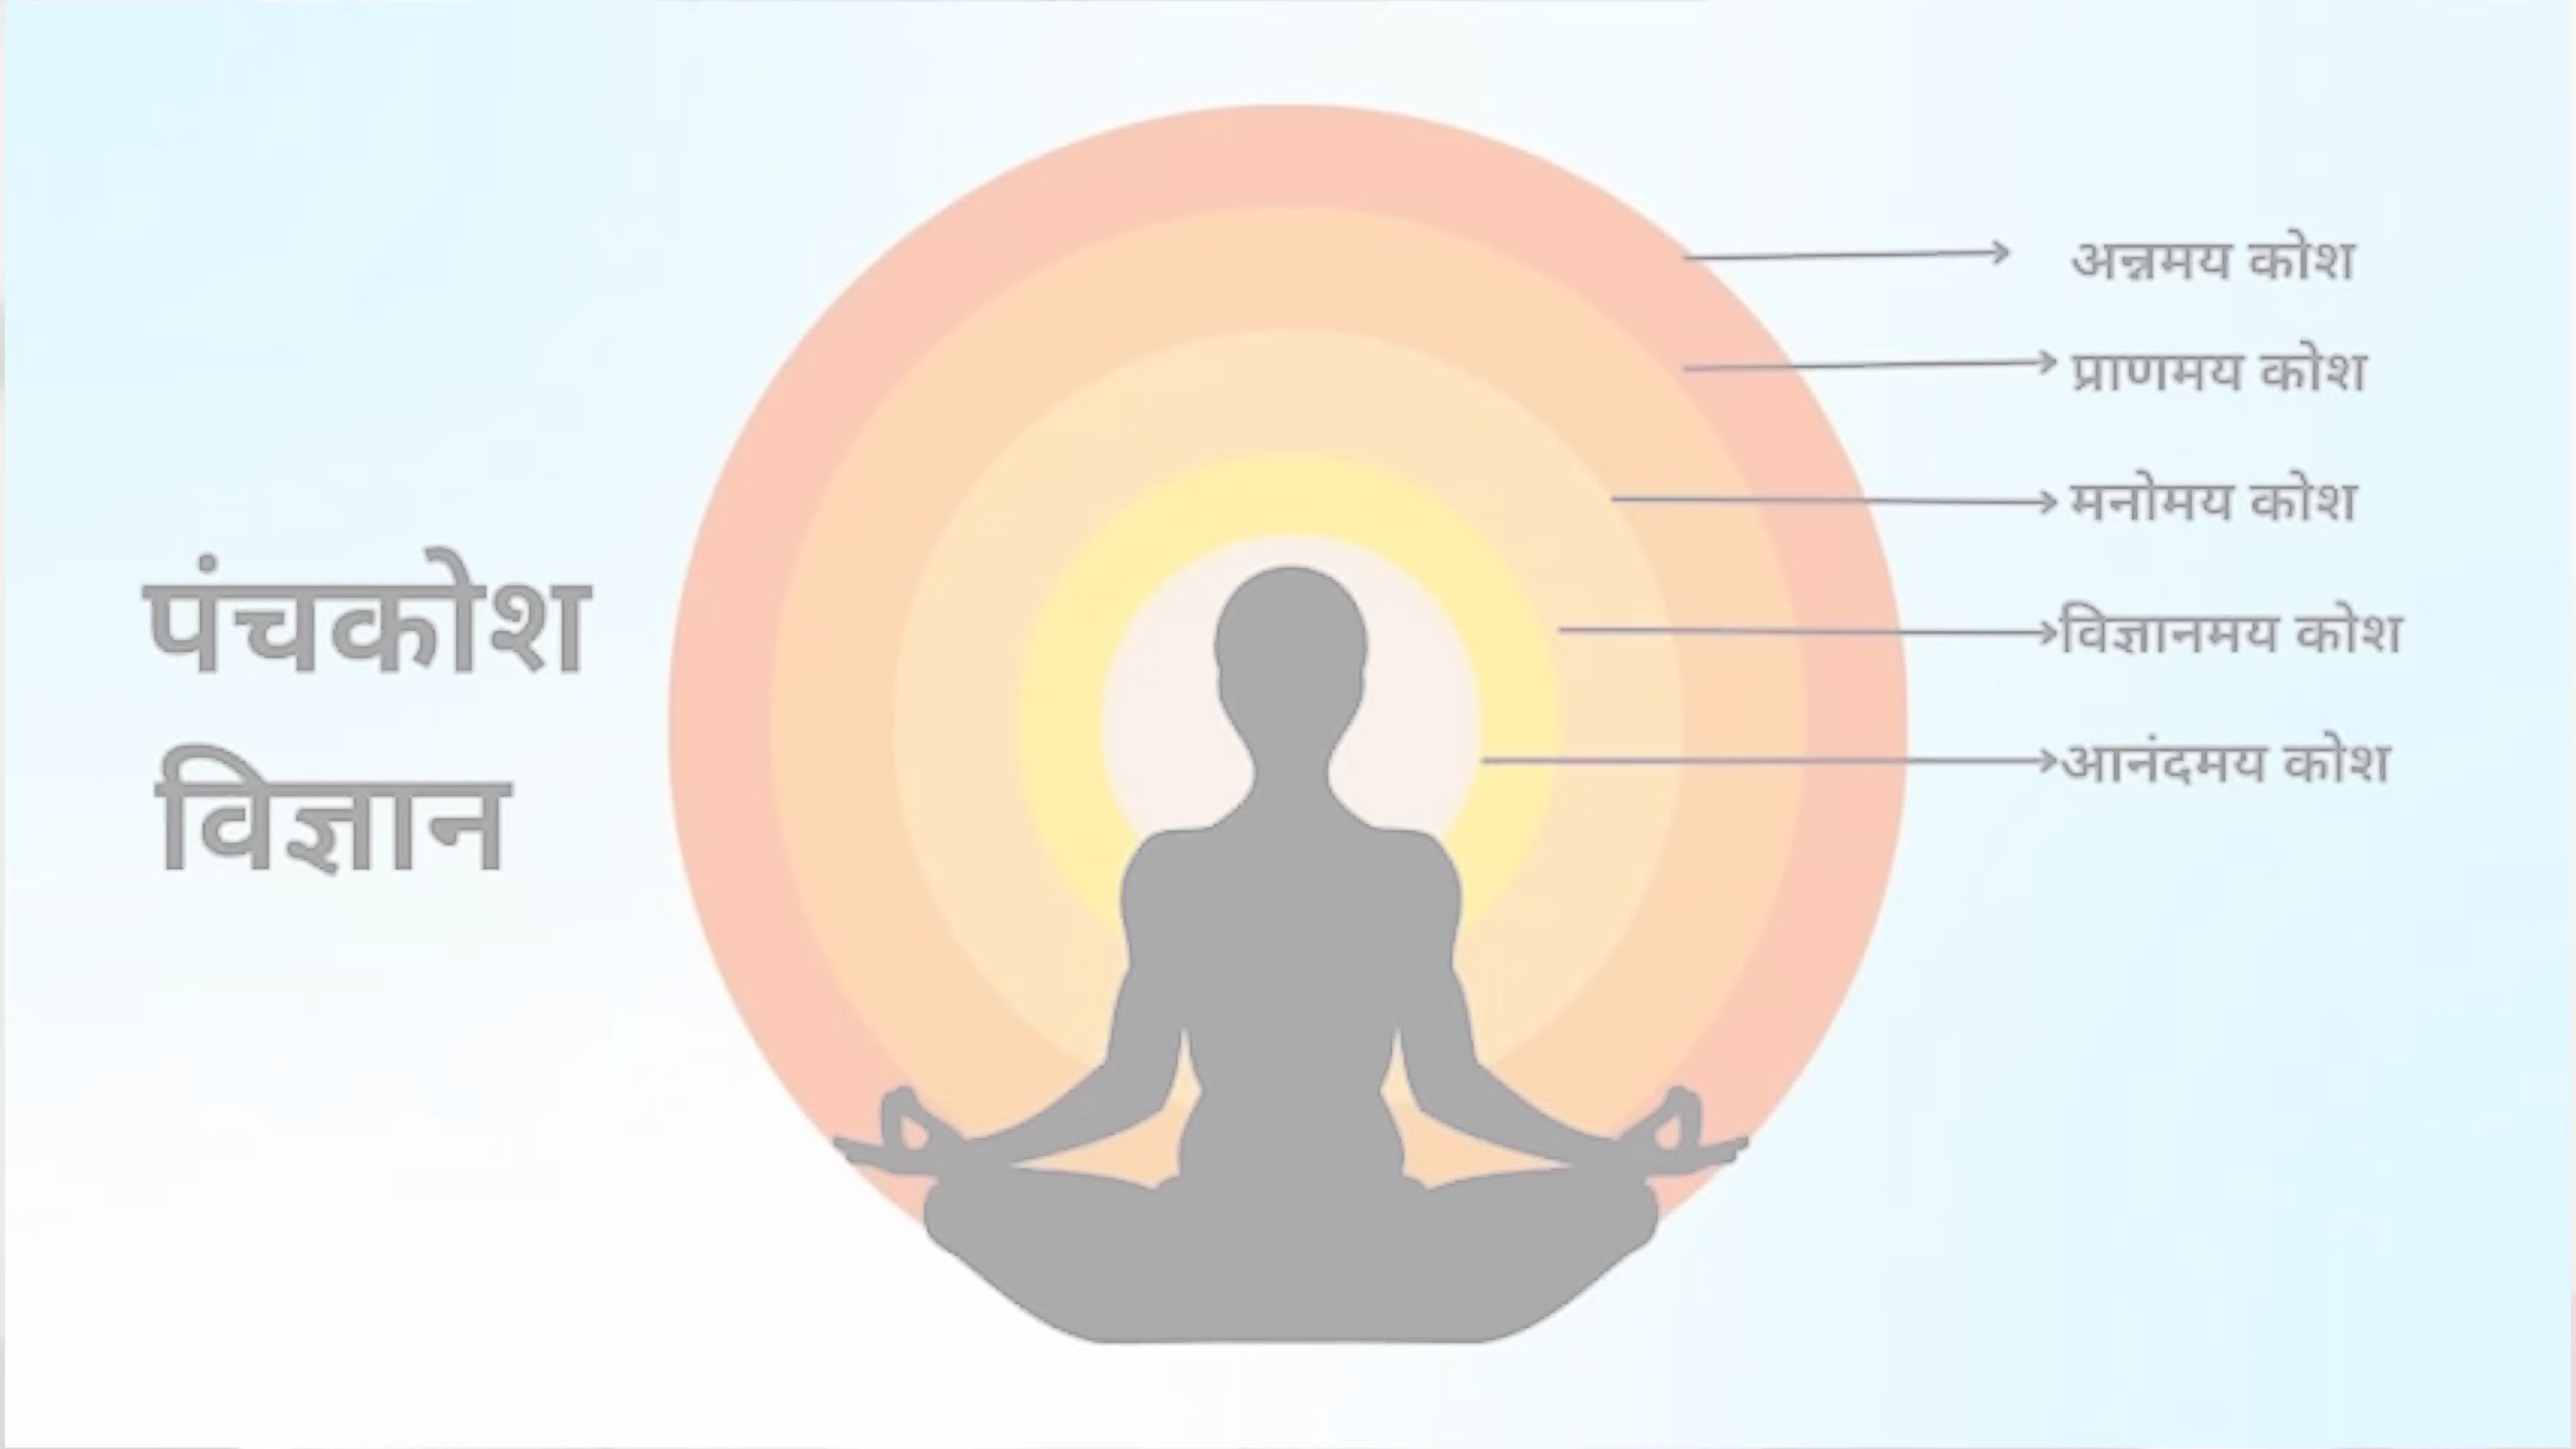 पंचकोश
विज्ञान
अन्नमय कोश
प्राणमय कोश
मनोमय कोश
विज्ञानमय कोश
आनंदमय कोश